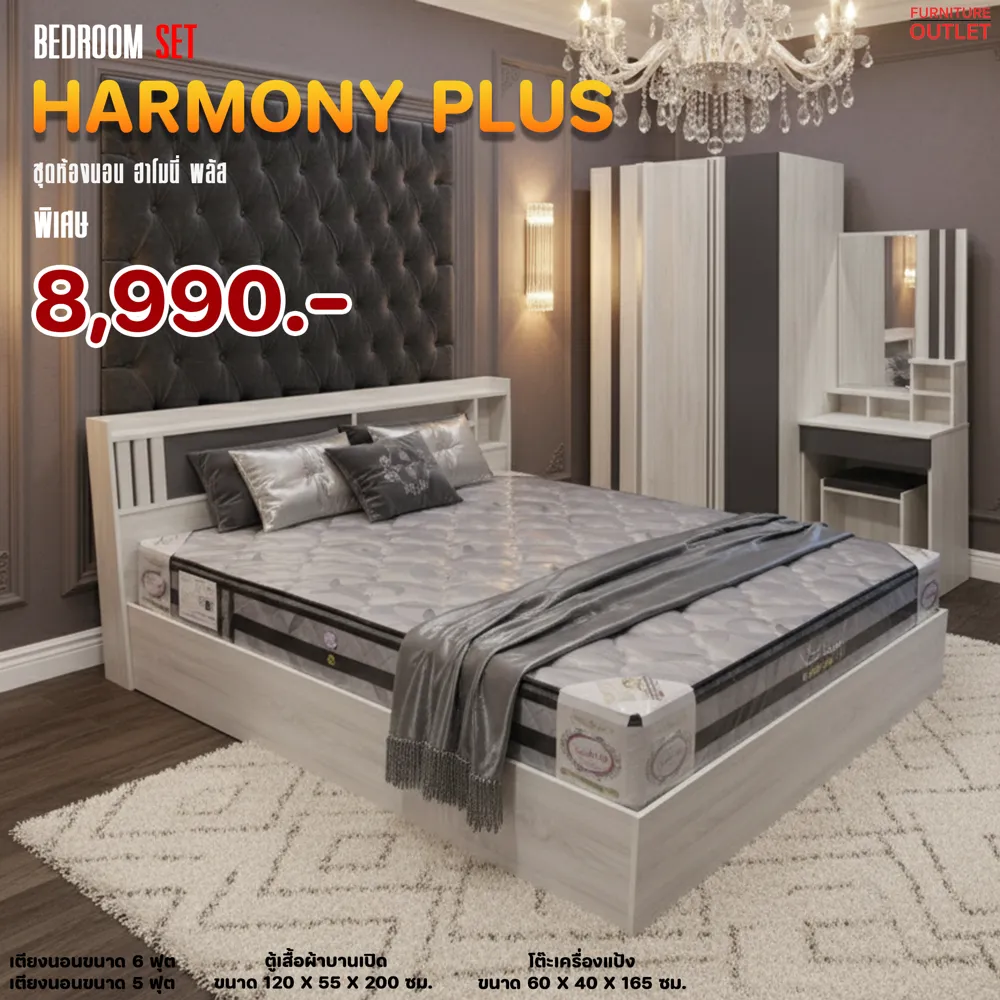 BEDROOM SET
FURNITURE
OUTLET
HARMONY PLUS
ชุดห้องนอน ฮาโมนี่ พลัส
พิเศษ
8,990.-
เตียงนอนขนาด 6 ฟุต
เตียงนอนขนาด 5 ฟุต
ตู้เสื้อผ้าบานเปิด
ขนาด 120 X 55 X 200 ซม.
โต๊ะเครื่องแป้ง
ขนาด 60 X 40 X 165 ซม.